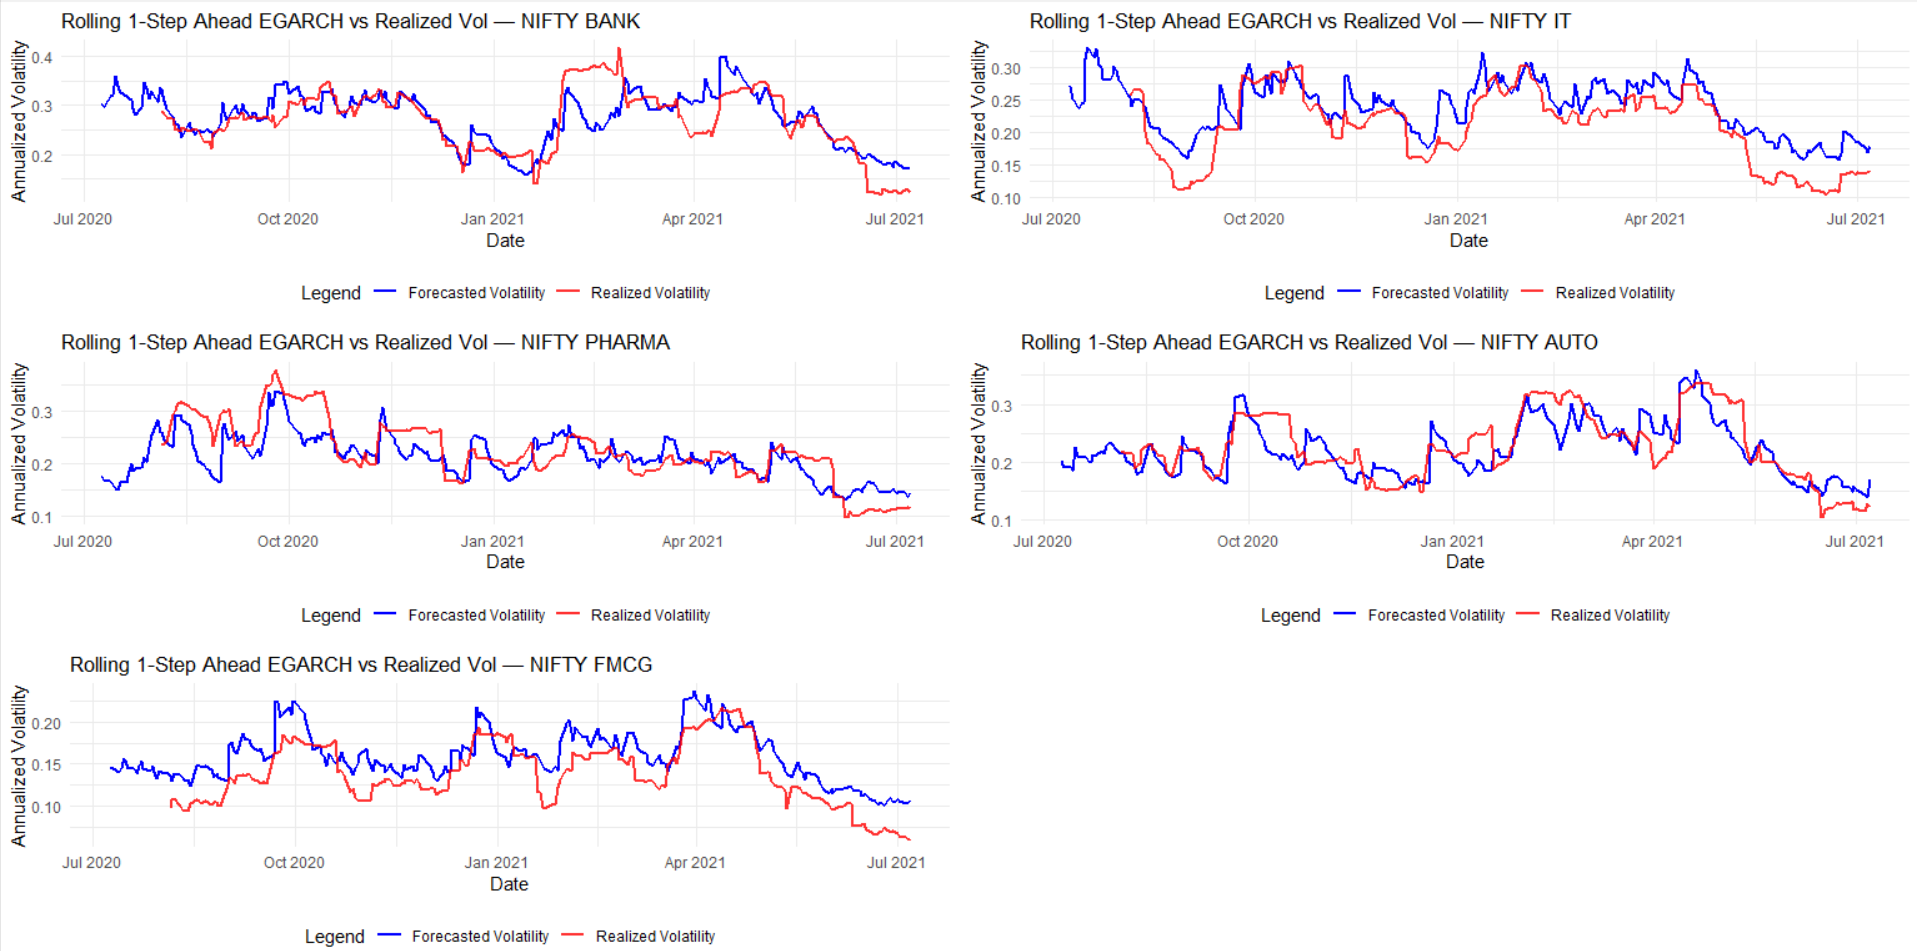 Rolling 1-Step Ahead EGARCH vs Realized Vol — NIFTY BANK
Annualized Volatility
0.4
0.3
0.2
Jul 2020 Oct 2020 Jan 2021 Apr 2021 Jul 2021
Date
Legend Forecasted Volatility Realized Volatility
Rolling 1-Step Ahead EGARCH vs Realized Vol — NIFTY IT
Annualized Volatility
0.30
0.25
0.20
0.15
0.10
Jul 2020 Oct 2020 Jan 2021 Apr 2021 Jul 2021
Date
Legend Forecasted Volatility Realized Volatility
Rolling 1-Step Ahead EGARCH vs Realized Vol — NIFTY PHARMA
Annualized Volatility
0.3
0.2
0.1
Jul 2020 Oct 2020 Jan 2021 Apr 2021 Jul 2021
Date
Legend Forecasted Volatility Realized Volatility
Rolling 1-Step Ahead EGARCH vs Realized Vol — NIFTY AUTO
Annualized Volatility
0.3
0.2
0.1
Jul 2020 Oct 2020 Jan 2021 Apr 2021 Jul 2021
Date
Legend Forecasted Volatility Realized Volatility
Rolling 1-Step Ahead EGARCH vs Realized Vol — NIFTY FMCG
Annualized Volatility
0.20
0.15
0.10
Jul 2020 Oct 2020 Jan 2021 Apr 2021 Jul 2021
Date
Legend Forecasted Volatility Realized Volatility